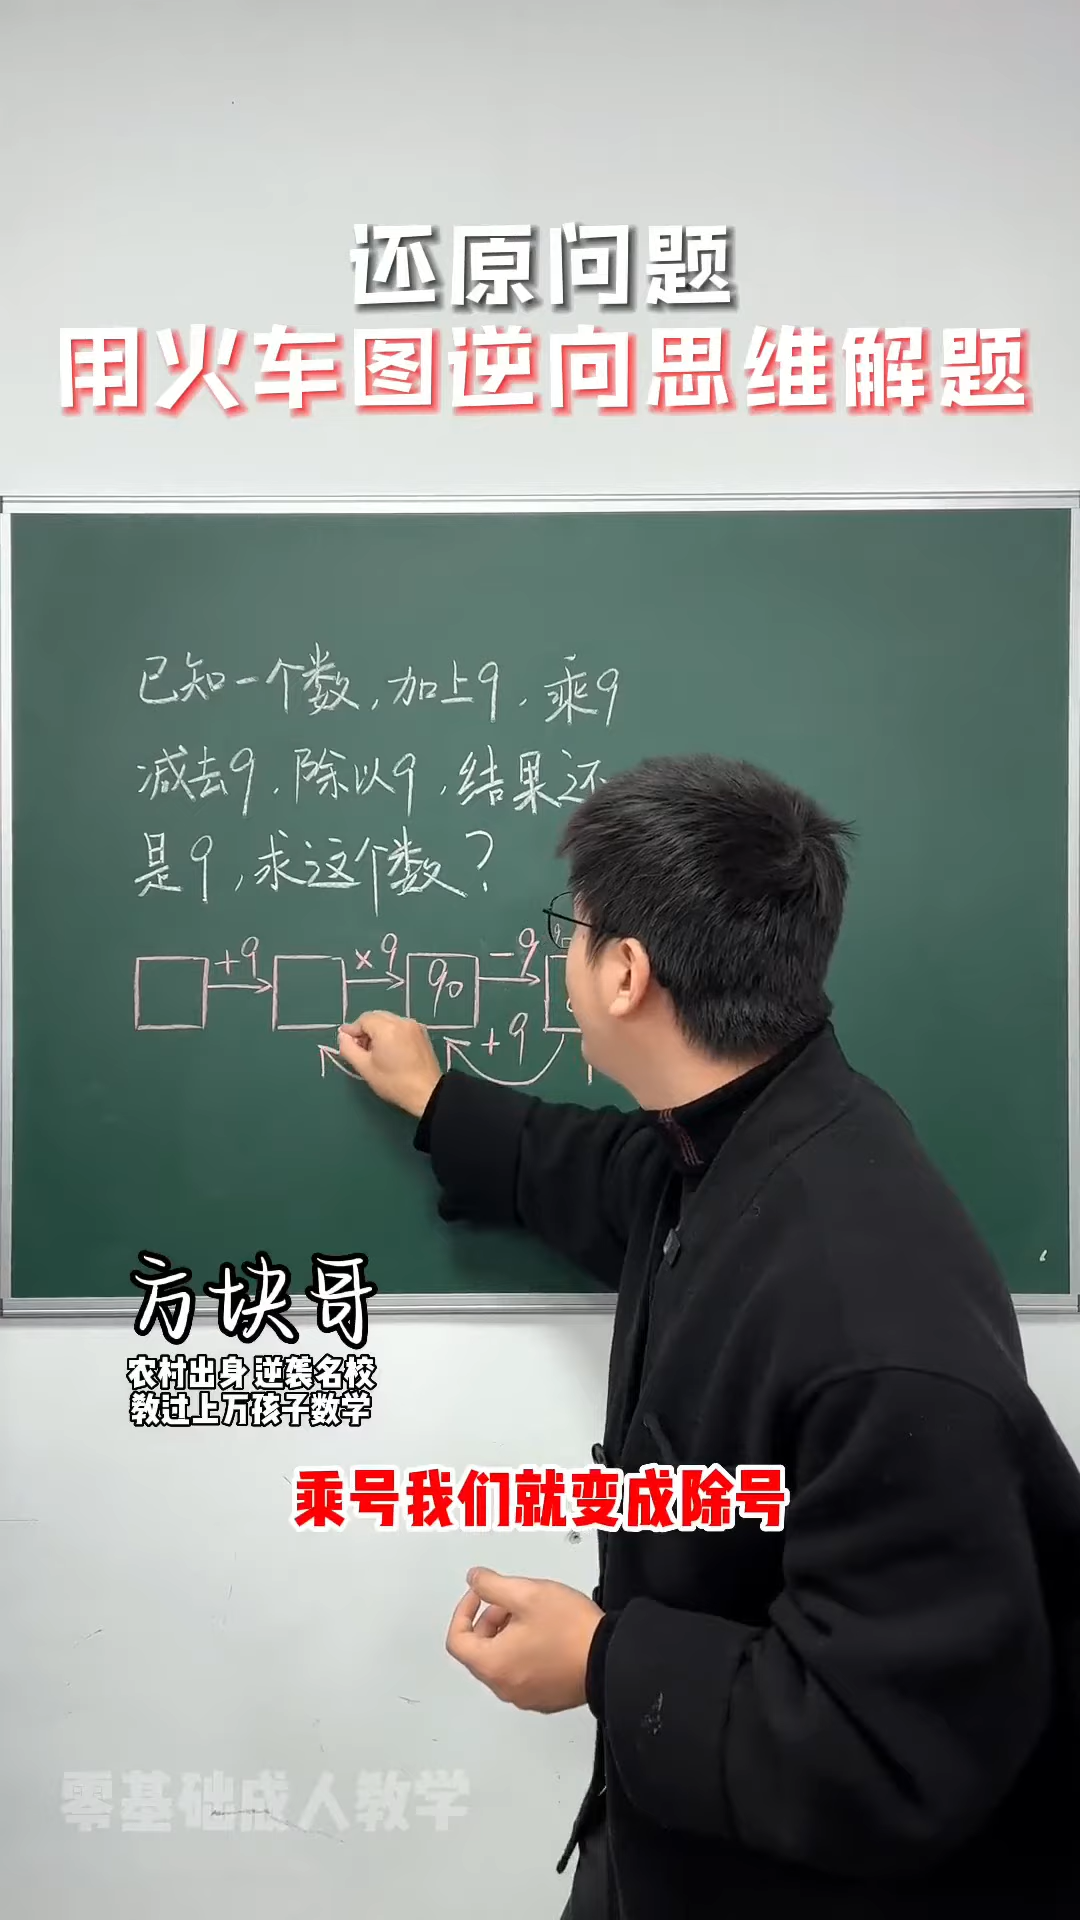 还原问题
用火车图逆向思维解题
已知一个数，加上9，乘9
减去9，除以9，结果还
是9，求这个数？
+9 ×9 90 -9
+9
方块哥
农村出身 逆袭名校
教过上万孩子数学
乘号我们就变成除号
零基础成人教学